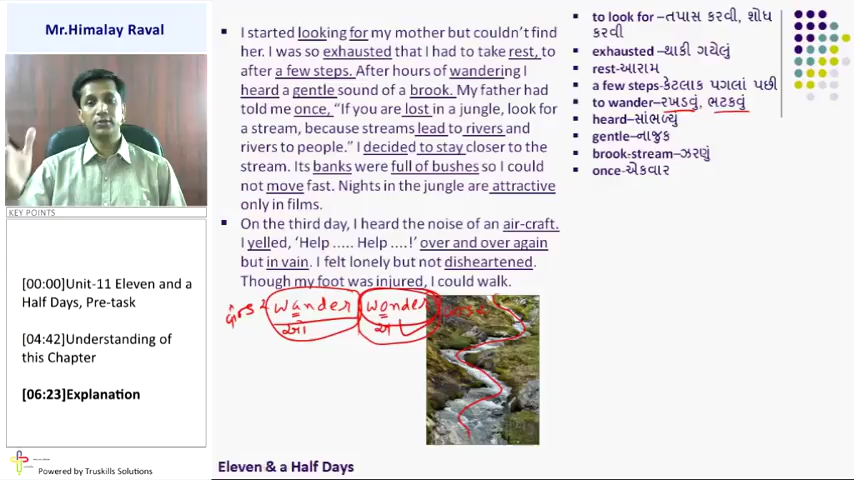 Mr.Himalay Raval
KEY POINTS
[00:00]Unit-11 Eleven and a
Half Days, Pre-task
[04:42]Understanding of
this Chapter
[06:23]Explanation
Powered by Truskills Solutions
I started looking for my mother but couldn't find
her. I was so exhausted that I had to take rest, to
after a few steps. After hours of wandering I
heard a gentle sound of a brook. My father had
told me once, "If you are lost in a jungle, look for
a stream, because streams lead to rivers and
rivers to people." I decided to stay closer to the
stream. Its banks were full of bushes so I could
not move fast. Nights in the jungle are attractive
only in films.
On the third day, I heard the noise of an air-craft.
I yelled, 'Help ..... Help ....!' over and over again
but in vain. I felt lonely but not disheartened.
Though my foot was injured, I could walk.
wander wonder
Eleven & a Half Days
to look for -તપાસ કરવી, શોધ
કરવી
exhausted –થાકી ગયેલું
rest-આરામ
a few steps-કેટલાક પગલાં પછી
to wander–રખડવું, ભટકવું
heard–સાંભળ્યું
gentle–નાજુક
brook-stream–ઝરણું
once-એકવાર